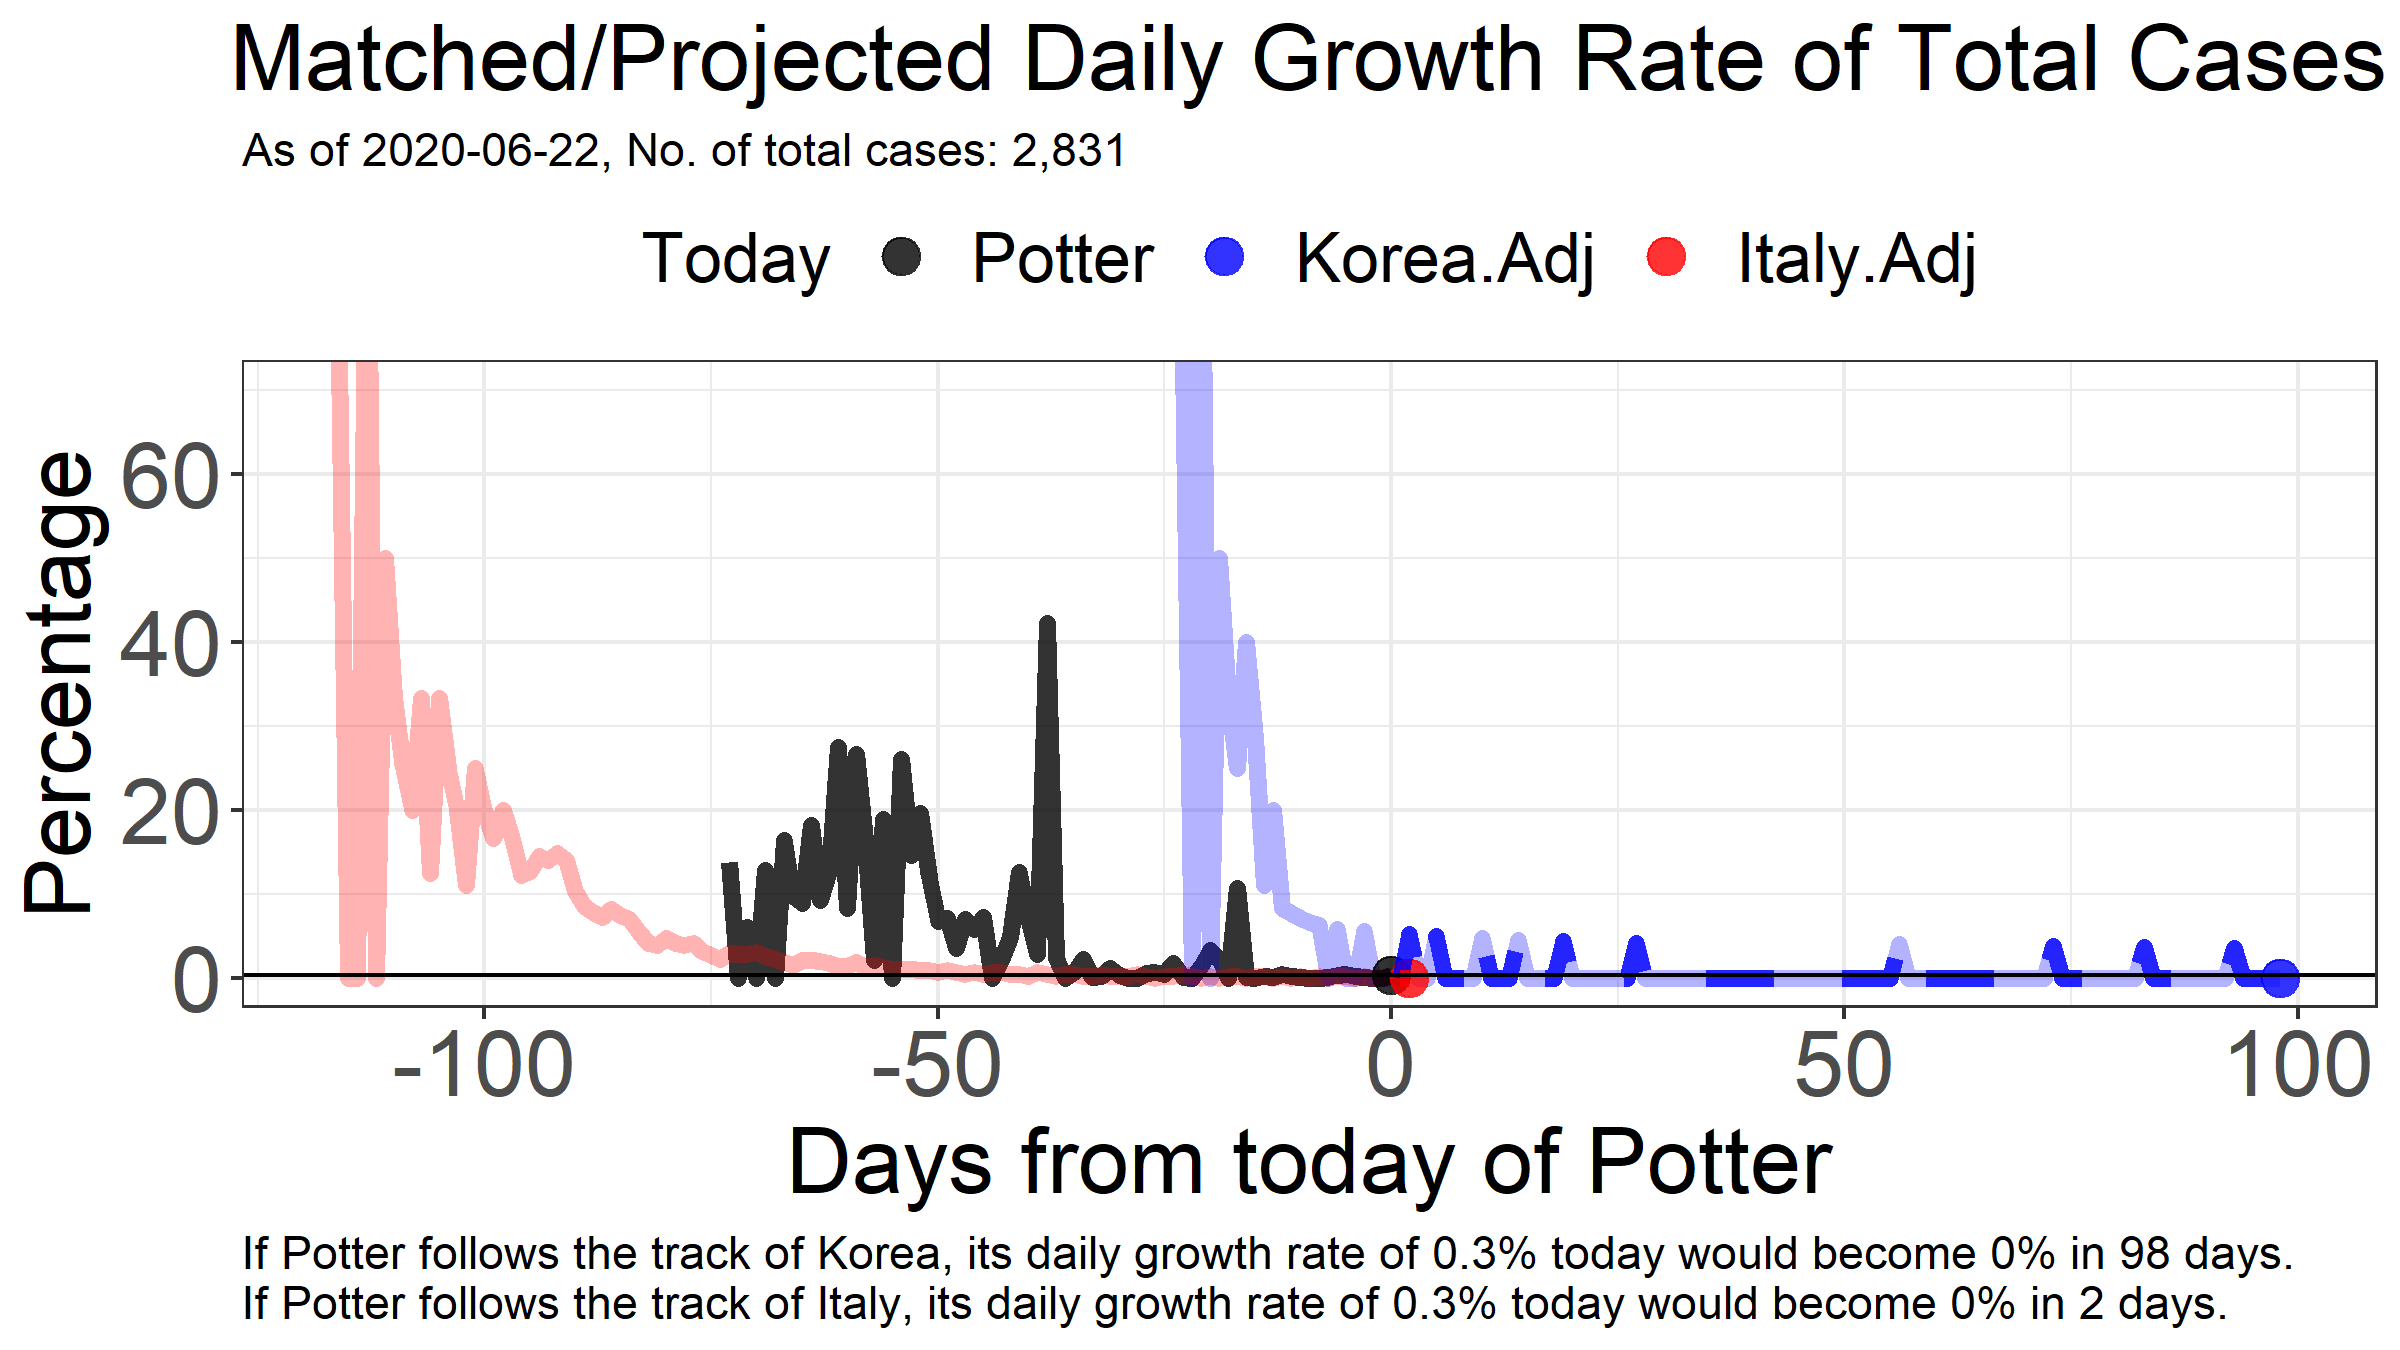 Matched/Projected Daily Growth Rate of Total Cases
As of 2020-06-22, No. of total cases: 2,831
Today Potter Korea.Adj Italy.Adj
Percentage
60
40
20
0
-100 -50 0 50 100
Days from today of Potter
If Potter follows the track of Korea, its daily growth rate of 0.3% today would become 0% in 98 days.
If Potter follows the track of Italy, its daily growth rate of 0.3% today would become 0% in 2 days.